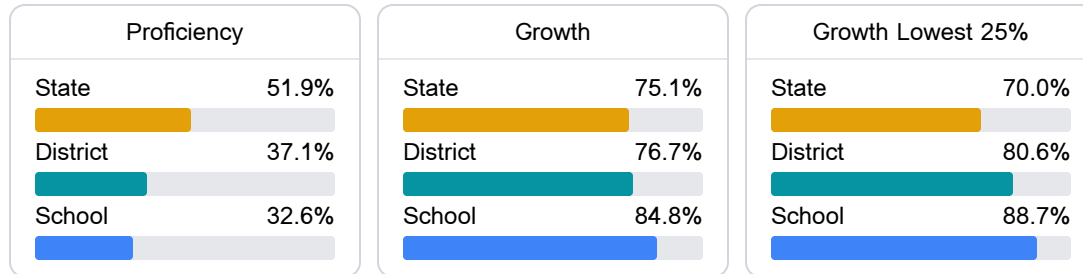 Proficiency
State 51.9%
District 37.1%
School 32.6%
Growth
State 75.1%
District 76.7%
School 84.8%
Growth Lowest 25%
State 70.0%
District 80.6%
School 88.7%